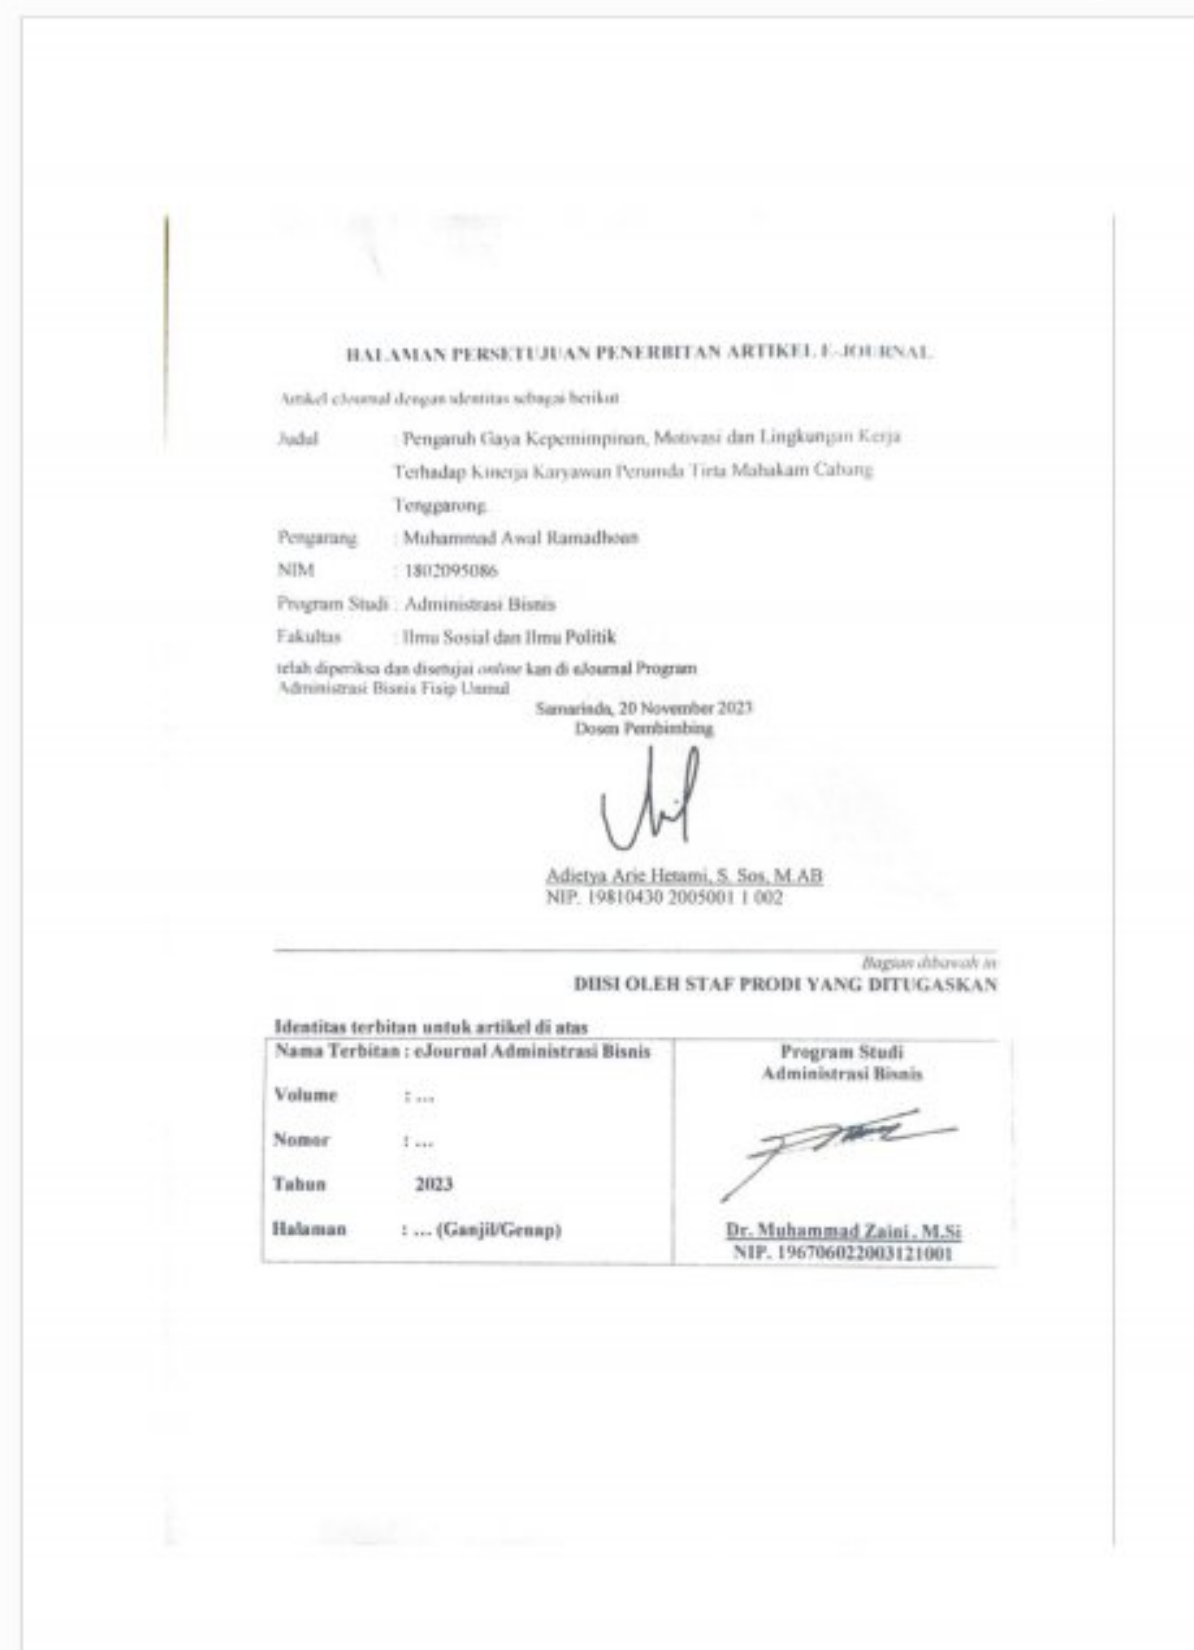 HALAMAN PERSETUJUAN PENERBITAN ARTIKEL E-JOURNAL
Artikel eJournal dengan identitas sebagai berikut
Judul : Pengaruh Gaya Kepemimpinan, Motivasi dan Lingkungan Kerja
Terhadap Kinerja Karyawan Perumda Tirta Mahakam Cabang
Tenggarong.
Pengarang : Muhammad Awal Ramadhoan
NIM : 1802095086
Program Studi : Administrasi Bisnis
Fakultas : Ilmu Sosial dan Ilmu Politik
telah diperiksa dan disetujai online kan di eJournal Program
Administrasi Bisnis Fisip Unmul
Samarinda, 20 November 2023
Dosen Pembimbing
Adietya Arie Hetami, S. Sos, M.AB
NIP. 19810430 2005001 1 002
Bagian dibawah in
DIISI OLEH STAF PRODI YANG DITUGASKAN
Identitas terbitan untuk artikel di atas
Nama Terbitan : eJournal Administrasi Bisnis
Volume : ...
Nomor : ...
Tahun 2023
Halaman : ... (Ganjil/Genap)
Program Studi
Administrasi Bisnis
Dr. Muhammad Zaini . M.Si
NIP. 196706022003121001